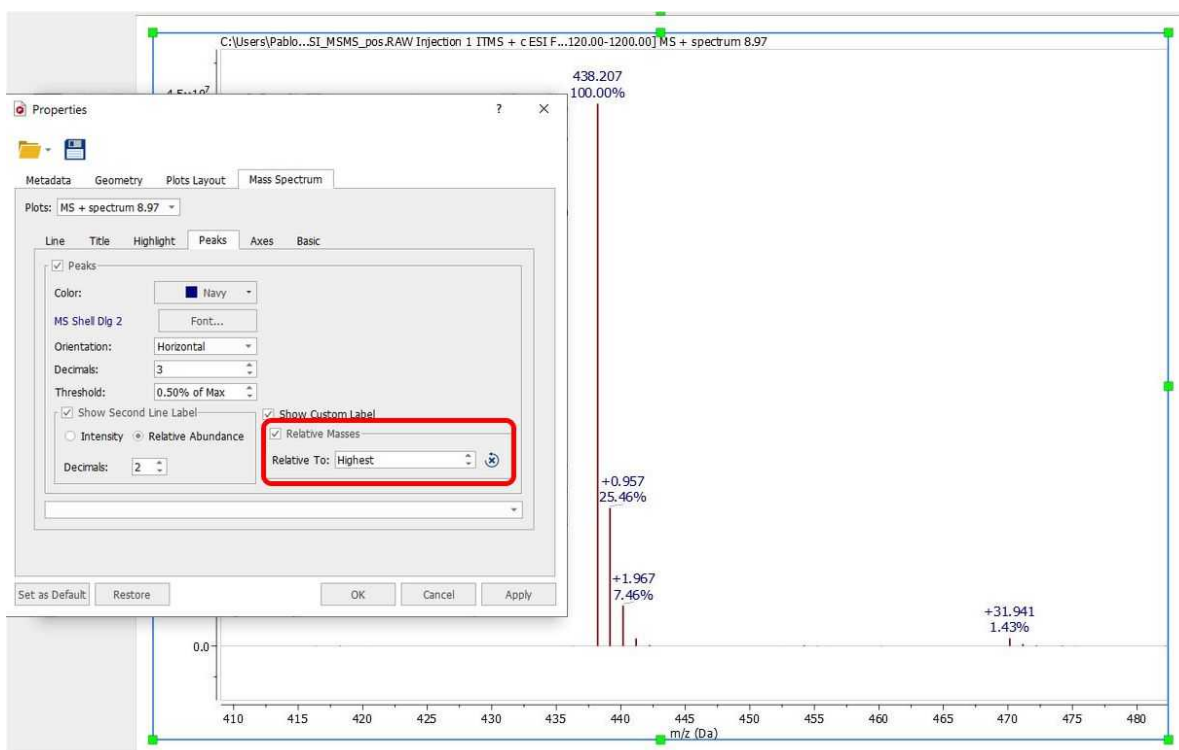 C:\Users\Pablo...SI_MSMS_pos.RAW Injection 1 ITMS + c ESI F...120.00-1200.00] MS + spectrum 8.97
438.207
100.00%
Properties
? ×
Metadata Geometry Plots Layout Mass Spectrum
Plots: MS + spectrum 8.97
Line Title Highlight Peaks Axes Basic
Peaks
Color: Navy
MS Shell Dlg 2 Font...
Orientation: Horizontal
Decimals: 3
Threshold: 0.50% of Max
Show Second Line Label
Intensity Relative Abundance
Decimals: 2
Show Custom Label
Relative Masses
Relative To: Highest
Set as Default Restore OK Cancel Apply
+0.957
25.46%
+1.967
7.46%
+31.941
1.43%
0.0
410 415 420 425 430 435 440 445 450 455 460 465 470 475 480
m/z (Da)